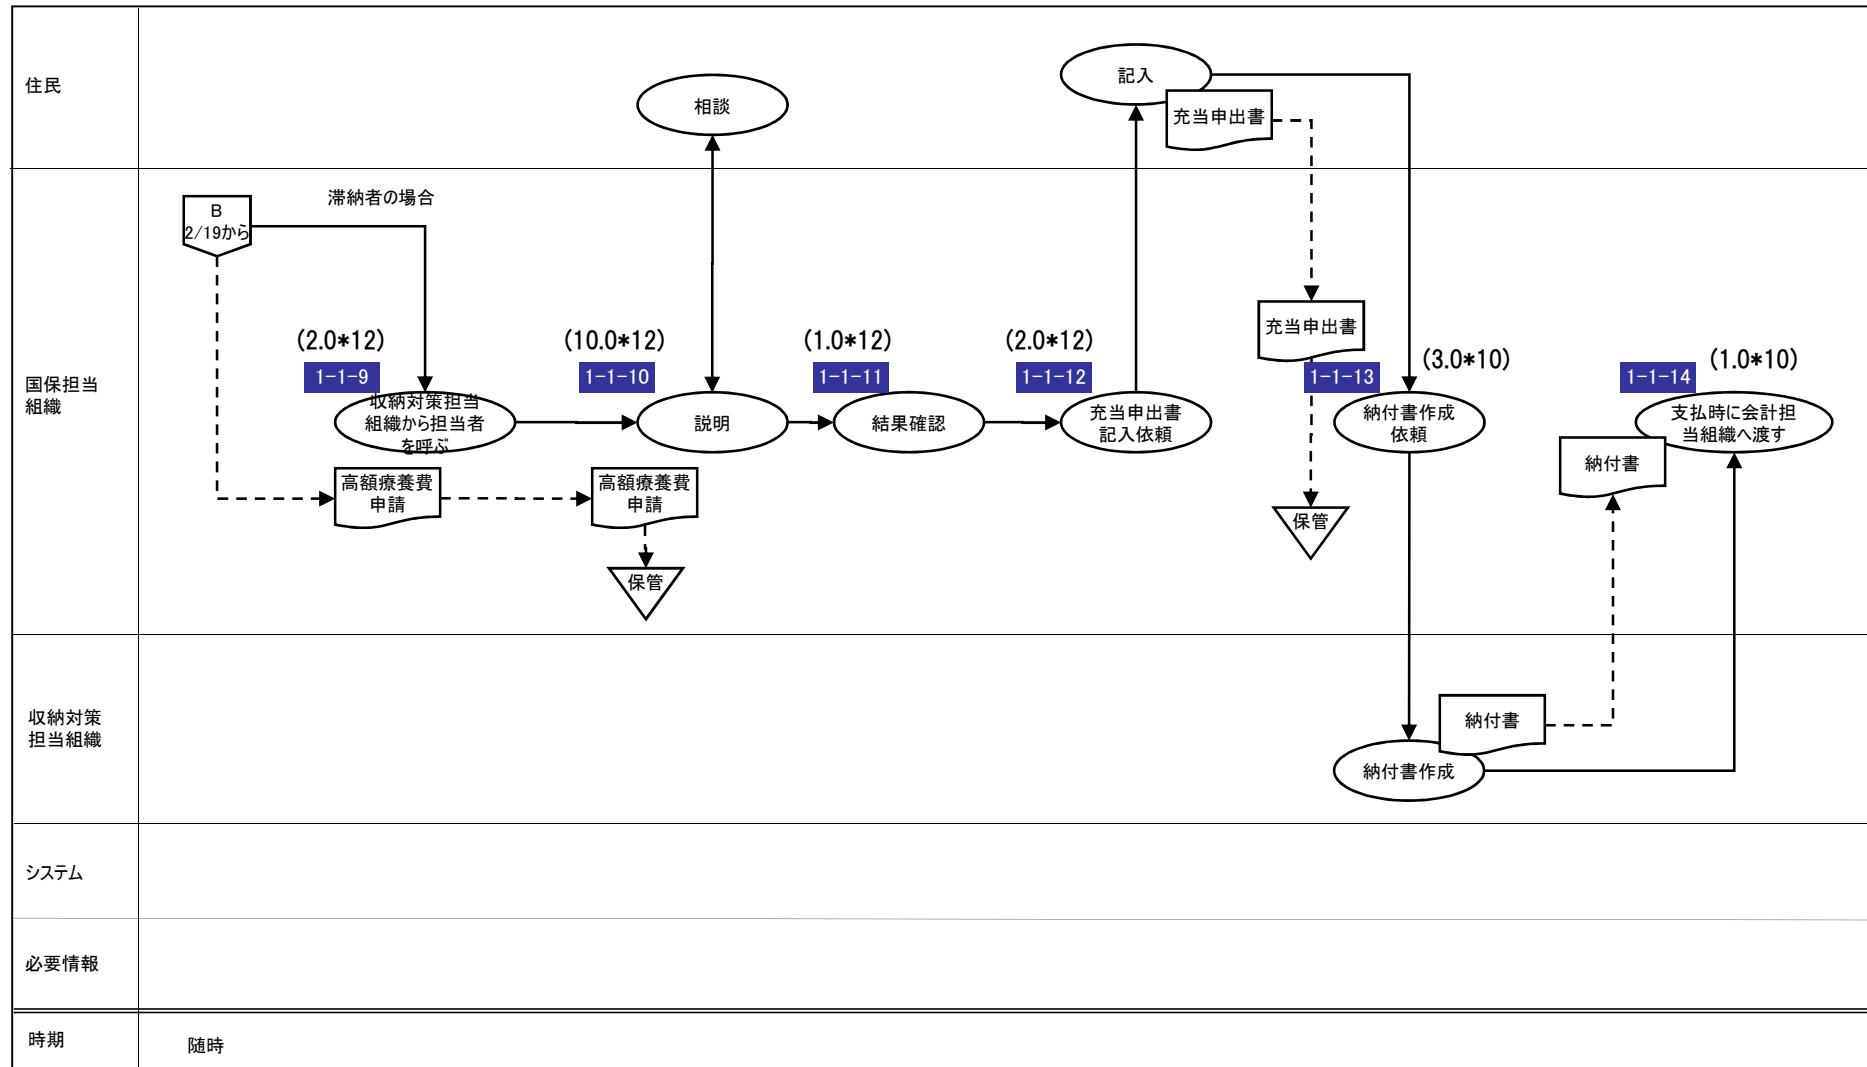 住民
相談
記入
充当申出書
国保担当
組織
B
2/19から
滞納者の場合
(2.0*12)
1-1-9
収納対策担当
組織から担当者
を呼ぶ
(10.0*12)
1-1-10
説明
(1.0*12)
1-1-11
結果確認
(2.0*12)
1-1-12
充当申出書
記入依頼
充当申出書
1-1-13
(3.0*10)
納付書作成
依頼
1-1-14
(1.0*10)
支払時に会計担
当組織へ渡す
納付書
高額療養費
申請
高額療養費
申請
保管
保管
収納対策
担当組織
納付書
納付書作成
システム
必要情報
時期
随時